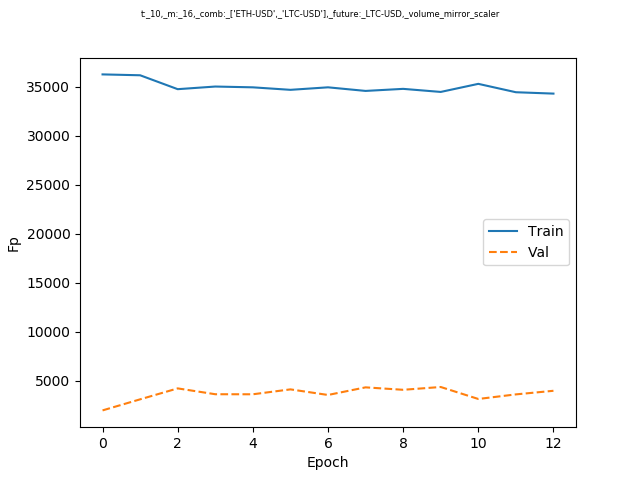 t:_10,_m:_16,_comb:_['ETH-USD',_'LTC-USD'],_future:_LTC-USD,_volume_mirror_scaler
35000
30000
25000
20000
15000
10000
5000
Fp
Train
Val
0 2 4 6 8 10 12
Epoch